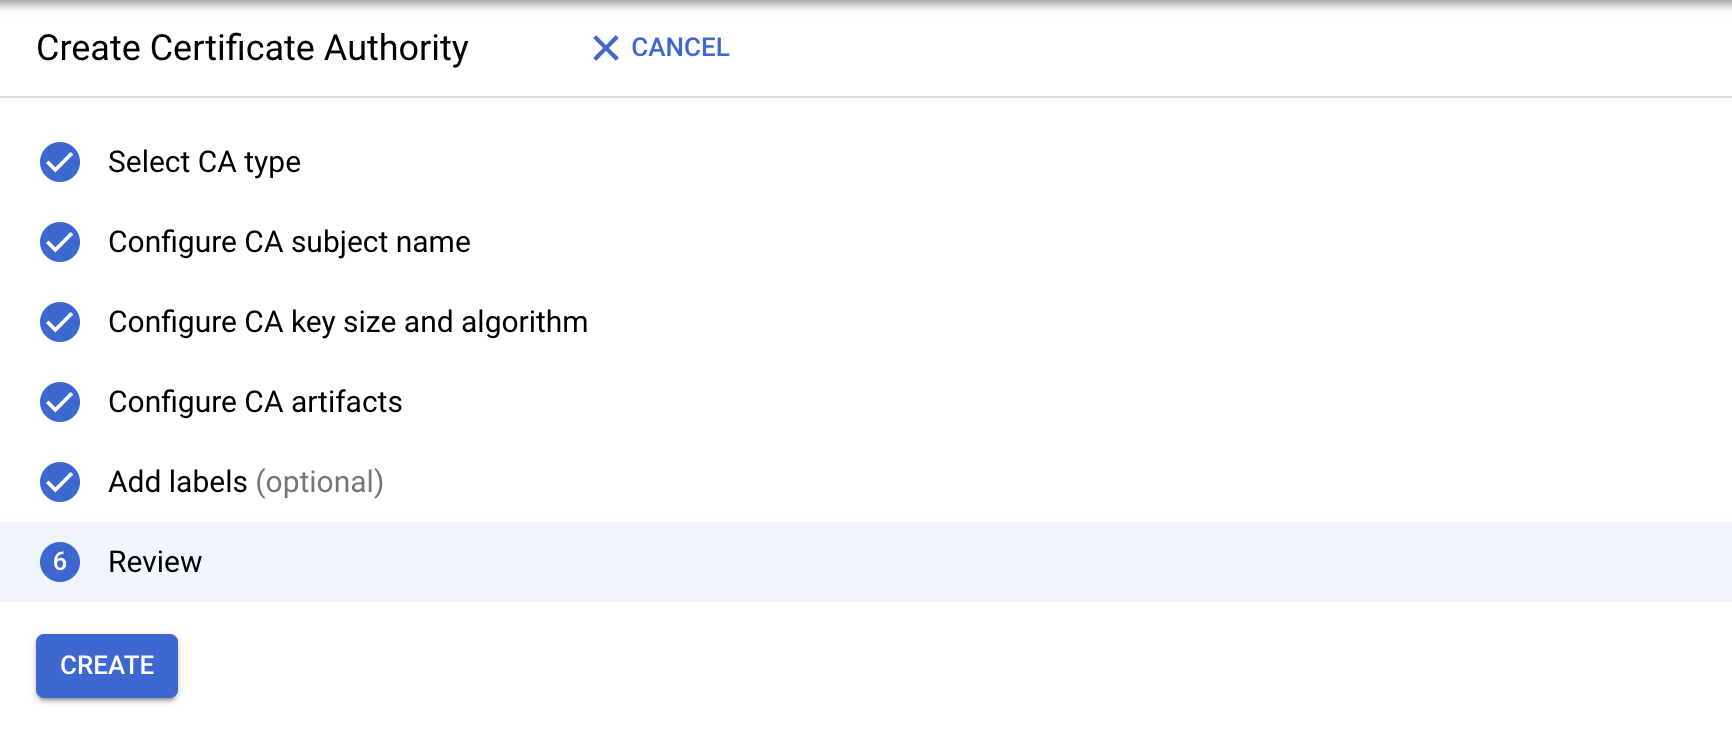 Create Certificate Authority
CANCEL
Select CA type
Configure CA subject name
Configure CA key size and algorithm
Configure CA artifacts
Add labels (optional)
6 Review
CREATE